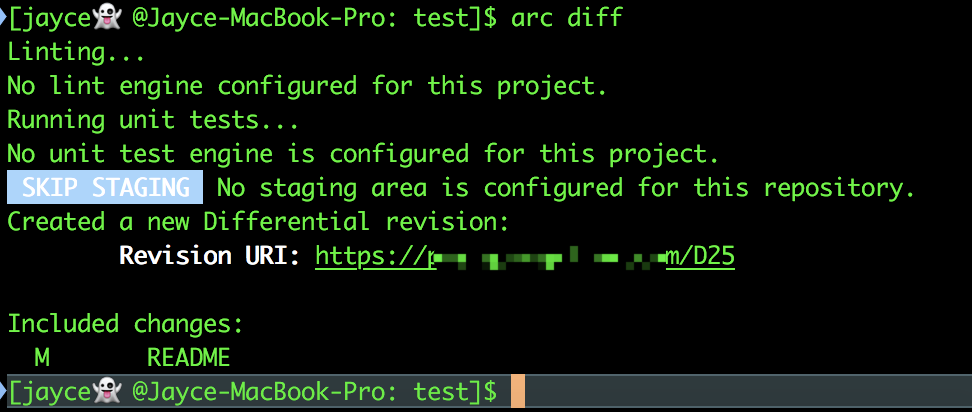 [jayce👻 @Jayce-MacBook-Pro: test]$ arc diff
Linting...
No lint engine configured for this project.
Running unit tests...
No unit test engine is configured for this project.
SKIP STAGING No staging area is configured for this repository.
Created a new Differential revision:
Revision URI: https:// m/D25
Included changes:
M README
[jayce👻 @Jayce-MacBook-Pro: test]$